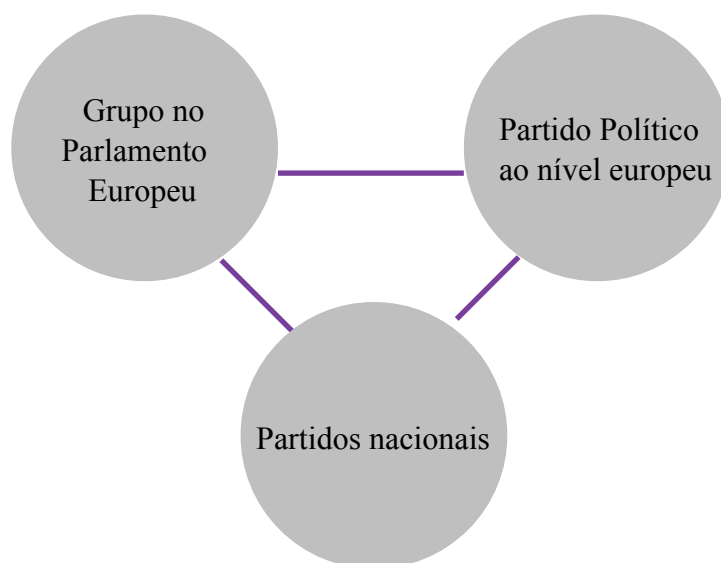 Grupo no
Parlamento
Europeu
Partido Político
ao nível europeu
Partidos nacionais